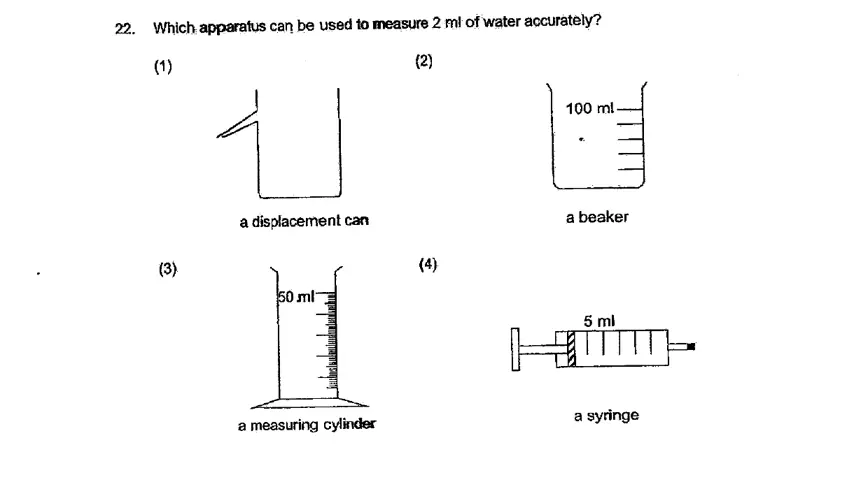 22. Which apparatus can be used to measure 2 ml of water accurately?
(1)
(2)
100 ml
a displacement can
a beaker
(3)
(4)
50 ml
5 ml
a measuring cylinder
a syringe